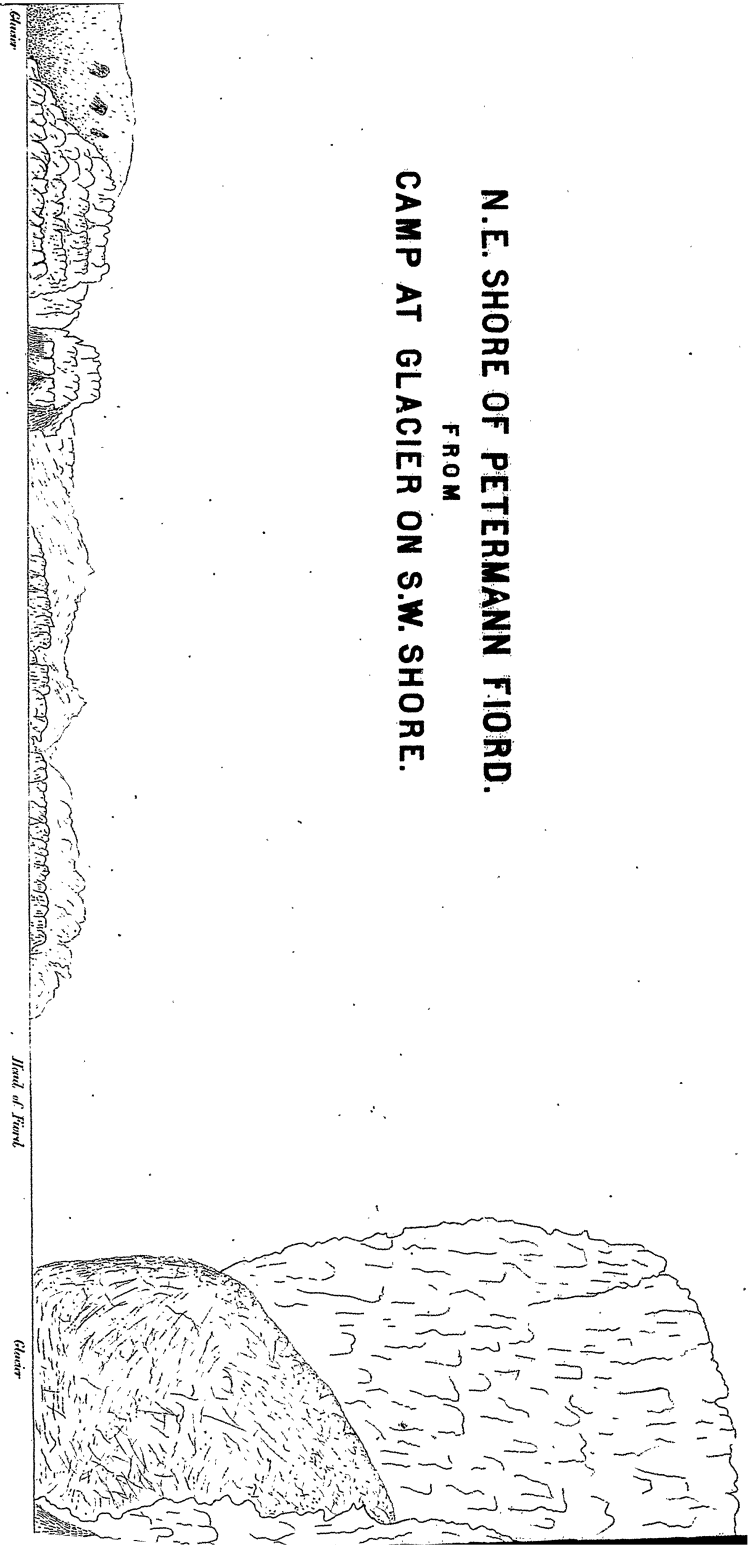 N.E. SHORE OF PETERMANN FIORD.
FROM
CAMP AT GLACIER ON S.W. SHORE.
Glacier
Head of Fiord
Glacier